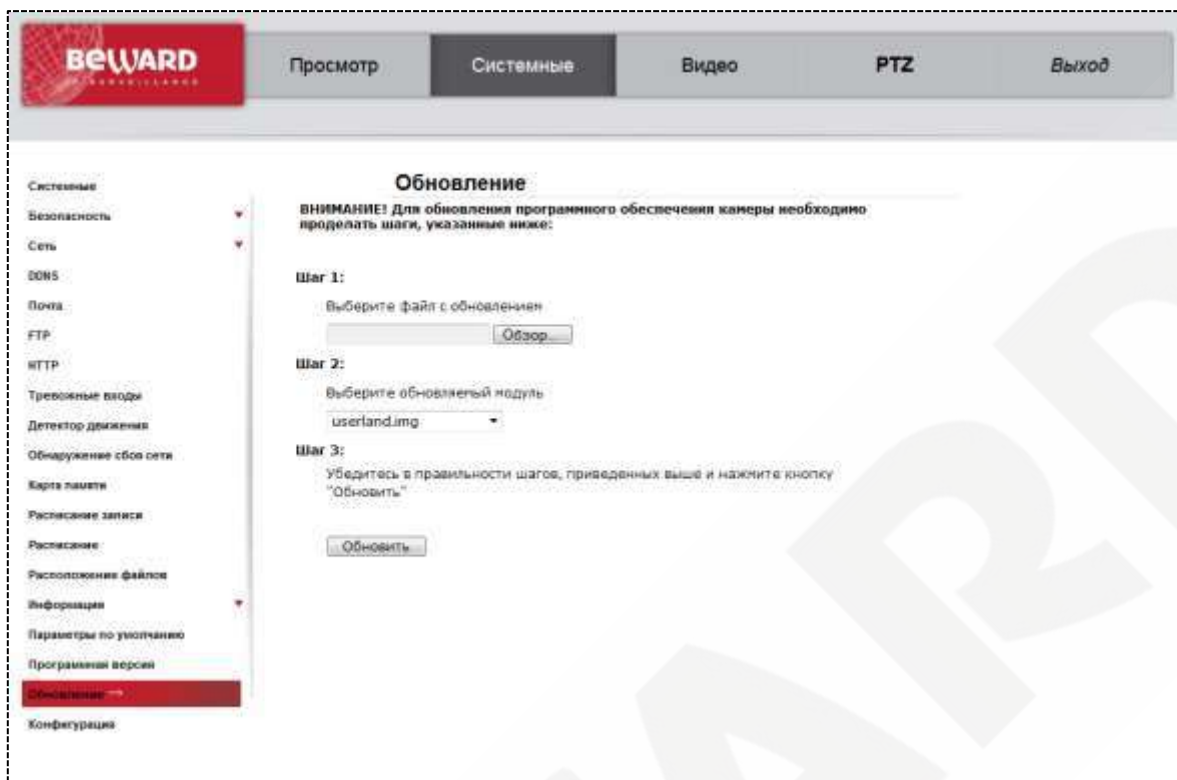 BEWARD
Просмотр
Системные
Видео
PTZ
Выход
Системные
Безопасность
Сеть
DDNS
Почта
FTP
HTTP
Тревожные входы
Детектор движения
Обнаружение сбоя сети
Карта памяти
Расписание записи
Расписание
Расположение файлов
Информация
Параметры по умолчанию
Программная версия
Обновление →
Конфигурация
Обновление
ВНИМАНИЕ! Для обновления программного обеспечения камеры необходимо
проделать шаги, указанные ниже:
Шаг 1:
Выберите файл с обновлением
Обзор...
Шаг 2:
Выберите обновляемый модуль
userland.img
Шаг 3:
Убедитесь в правильности шагов, приведенных выше и нажмите кнопку
"Обновить"
Обновить